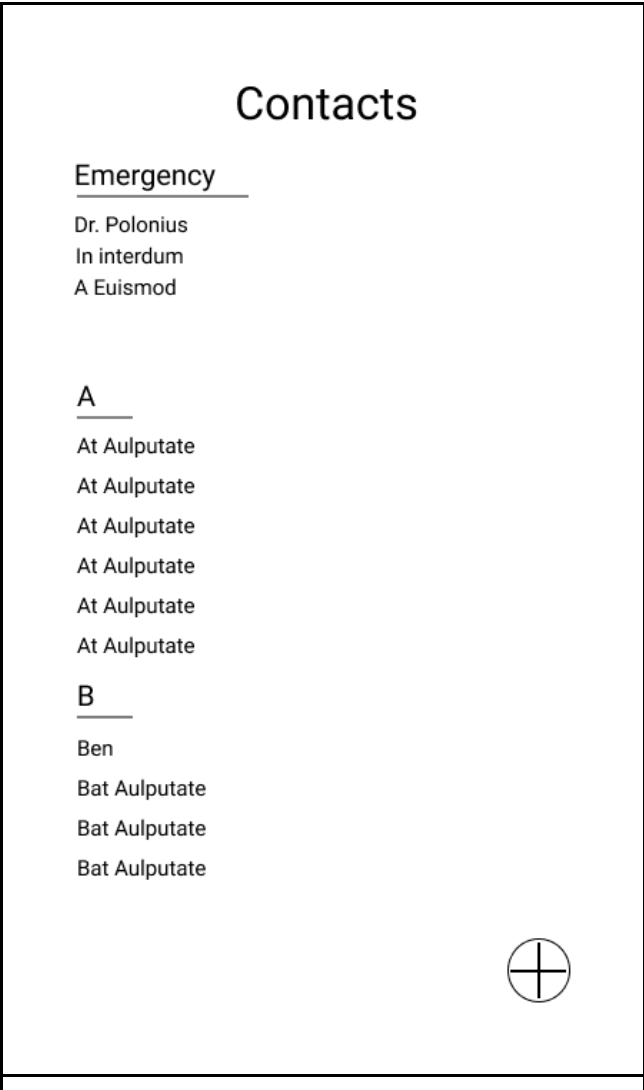 Contacts
Emergency
Dr. Polonius
In interdum
A Euismod
A
At Aulputate
At Aulputate
At Aulputate
At Aulputate
At Aulputate
At Aulputate
B
Ben
Bat Aulputate
Bat Aulputate
Bat Aulputate